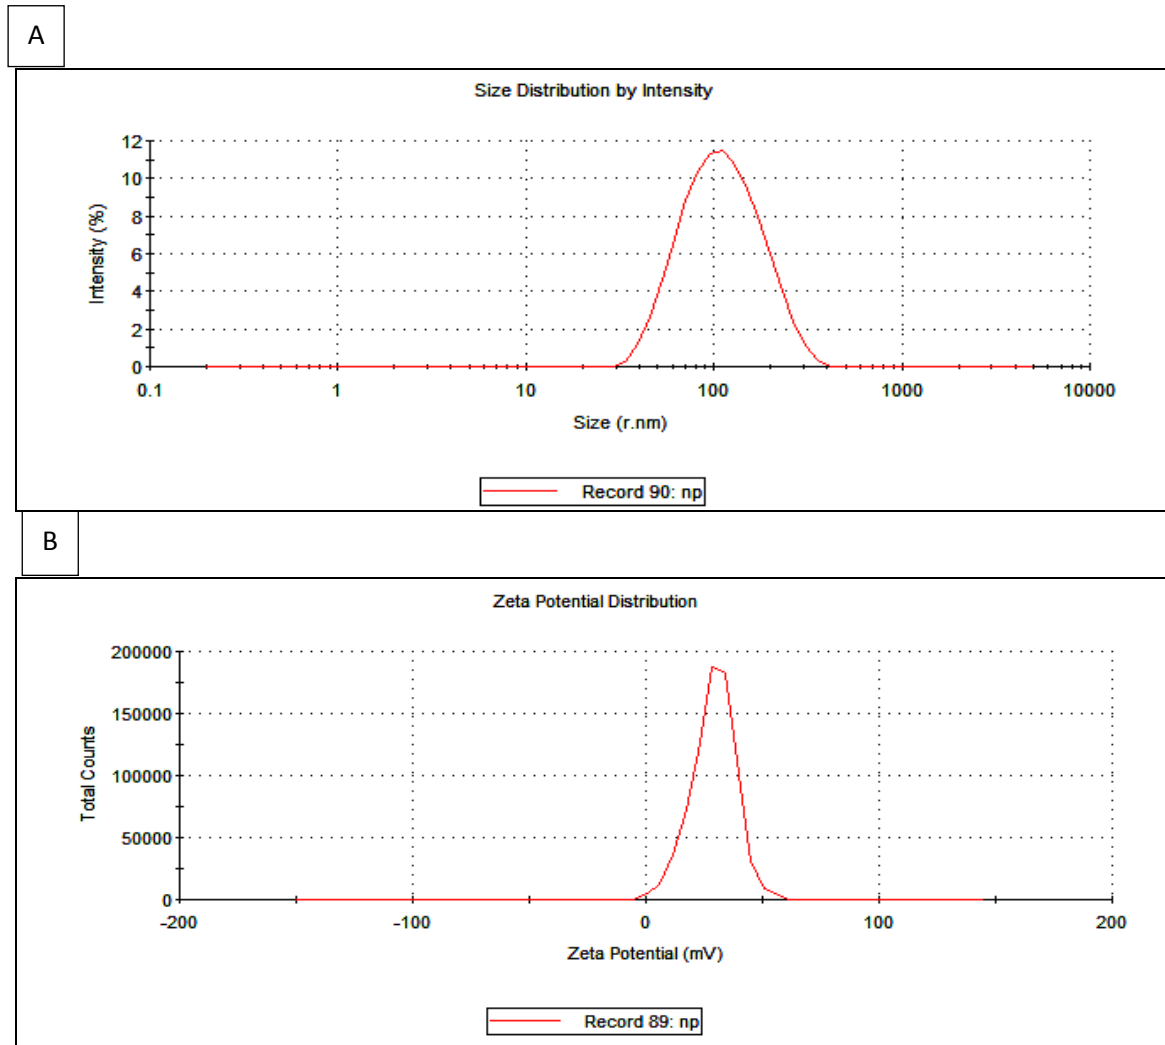 A
Size Distribution by Intensity
12
10
8
6
4
2
0
Intensity (%)
0.1 1 10 100 1000 10000
Size (r.nm)
Record 90: np
B
Zeta Potential Distribution
200000
150000
100000
50000
0
Total Counts
-200 -100 0 100 200
Zeta Potential (mV)
Record 89: np